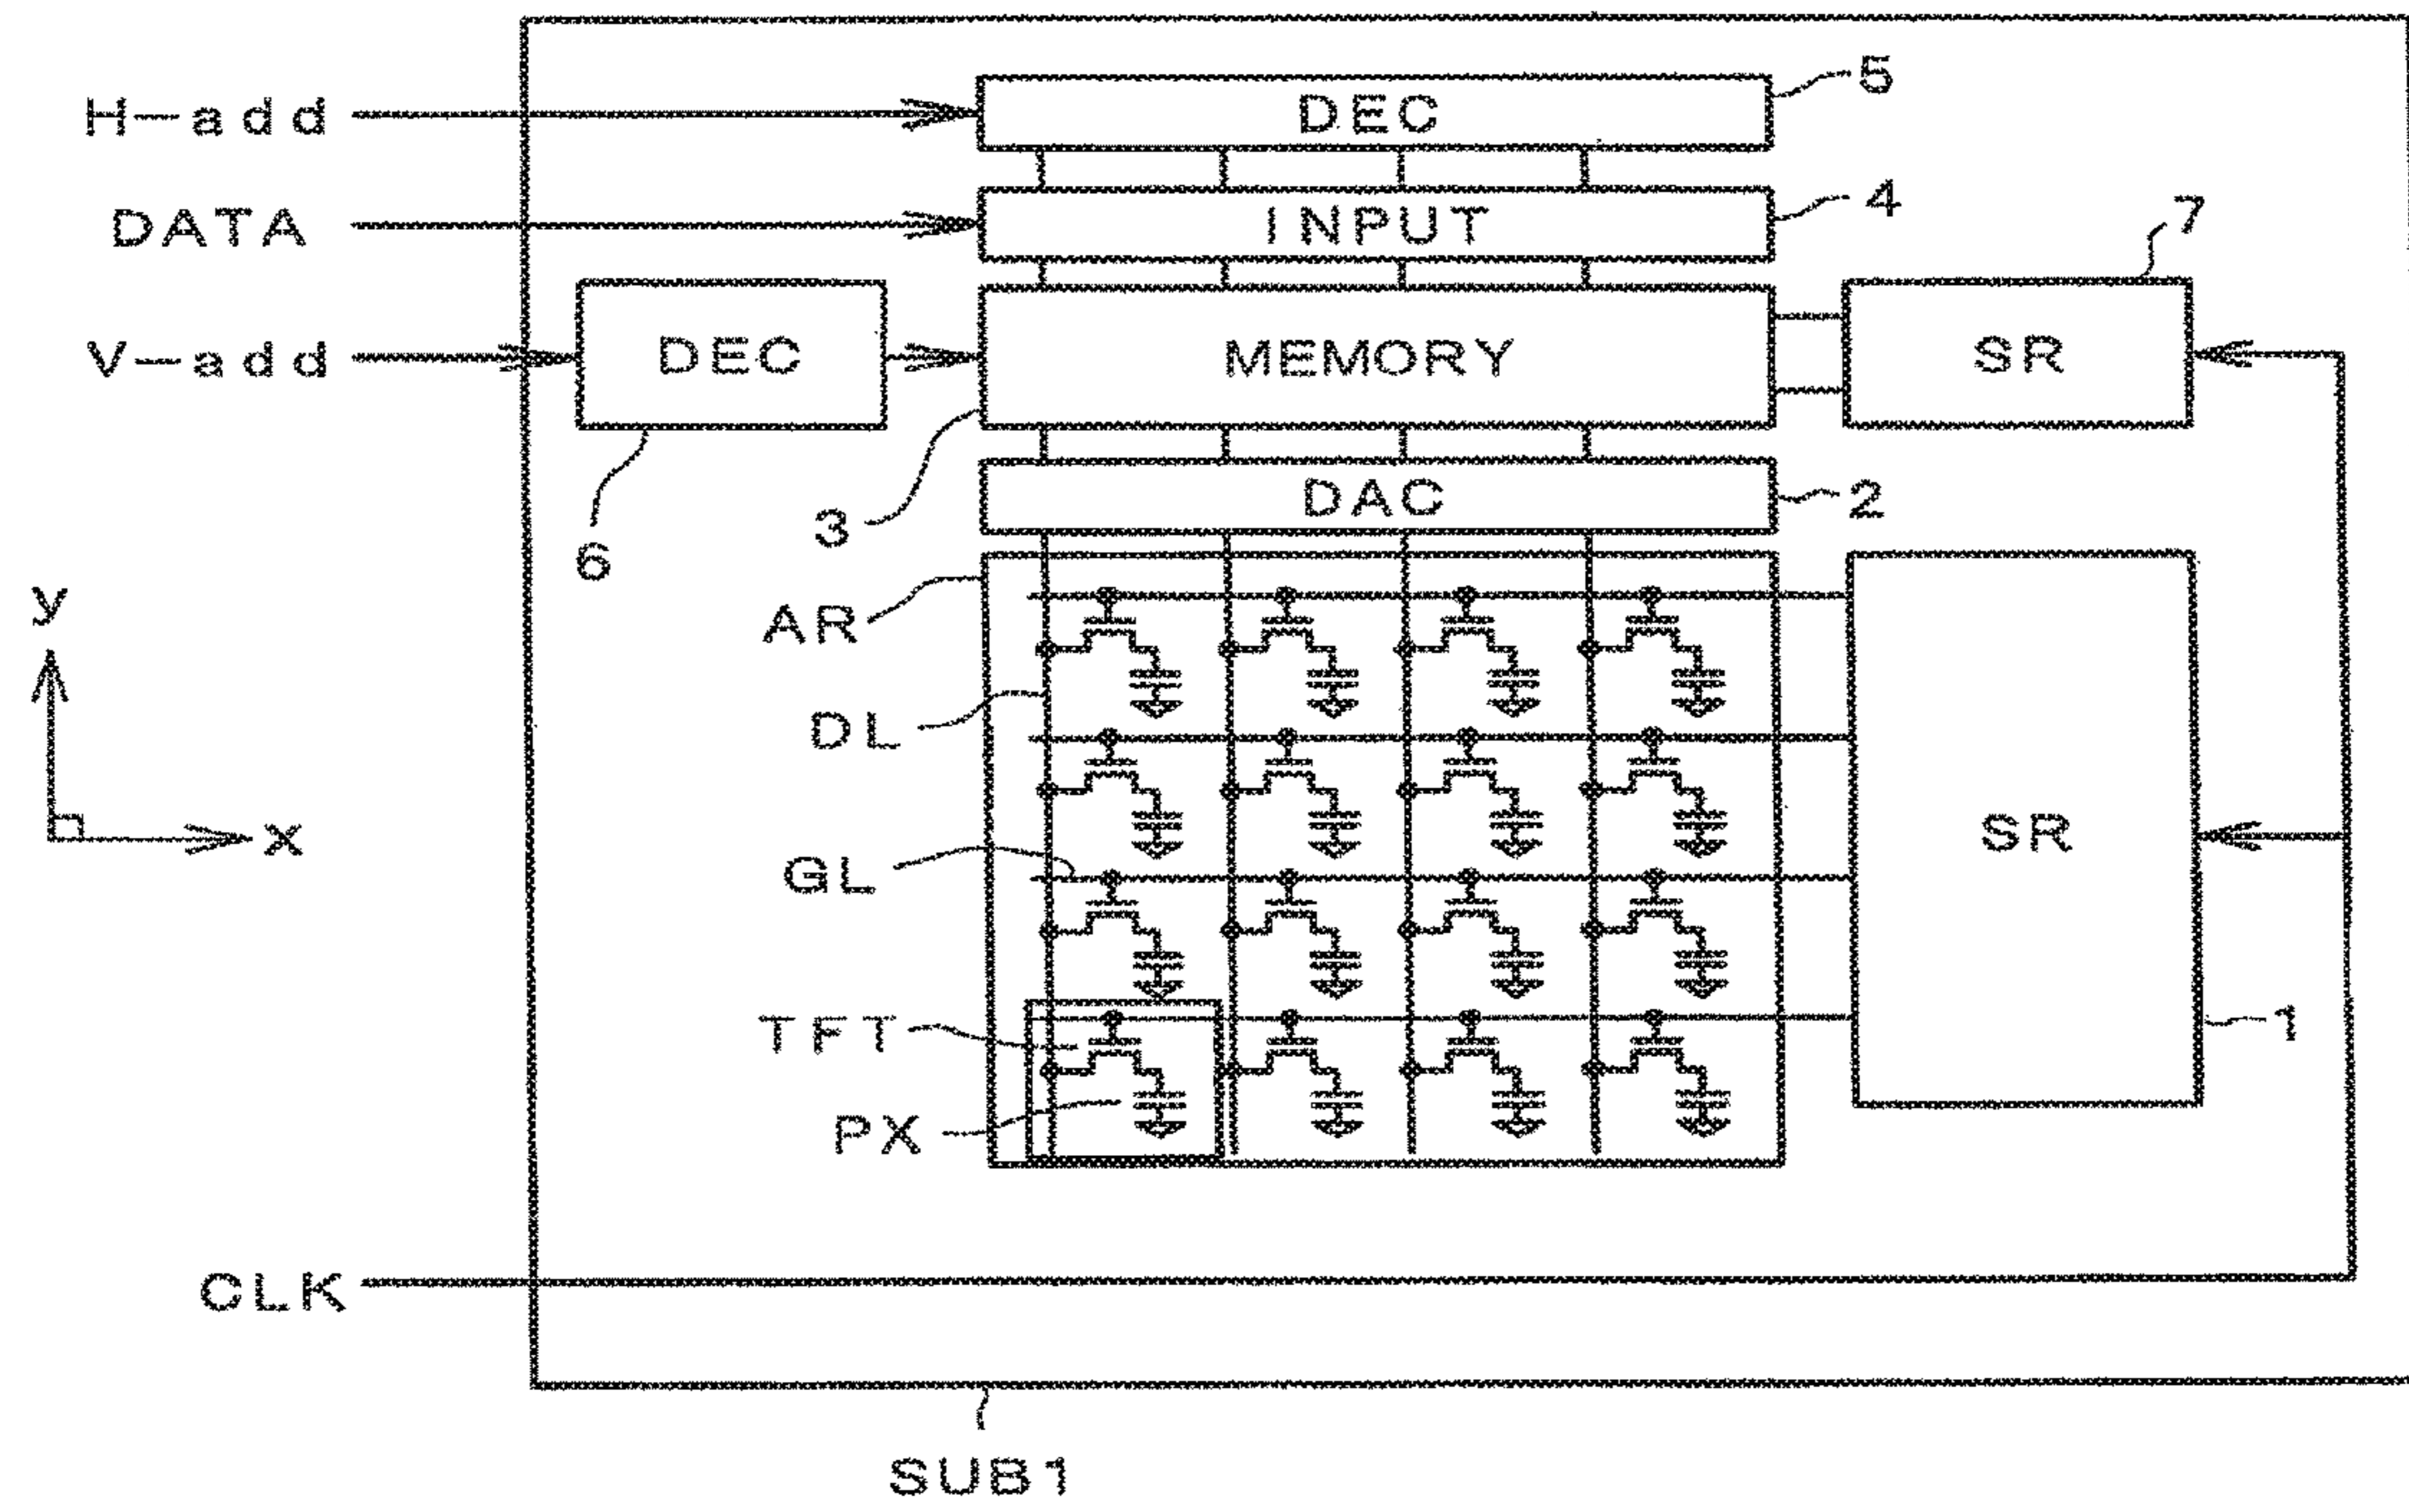 5
H-add
DEC
4
DATA
INPUT
7
V-add
DEC
MEMORY
SR
DAC
2
3
6
y
AR
DL
SR
x
GL
TFT
1
PX
CLK
SUB1